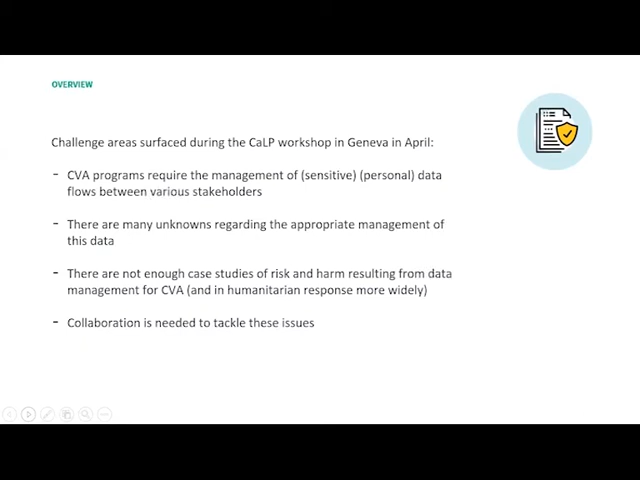 OVERVIEW
Challenge areas surfaced during the CaLP workshop in Geneva in April:
- CVA programs require the management of (sensitive) (personal) data
flows between various stakeholders
- There are many unknowns regarding the appropriate management of
this data
- There are not enough case studies of risk and harm resulting from data
management for CVA (and in humanitarian response more widely)
- Collaboration is needed to tackle these issues